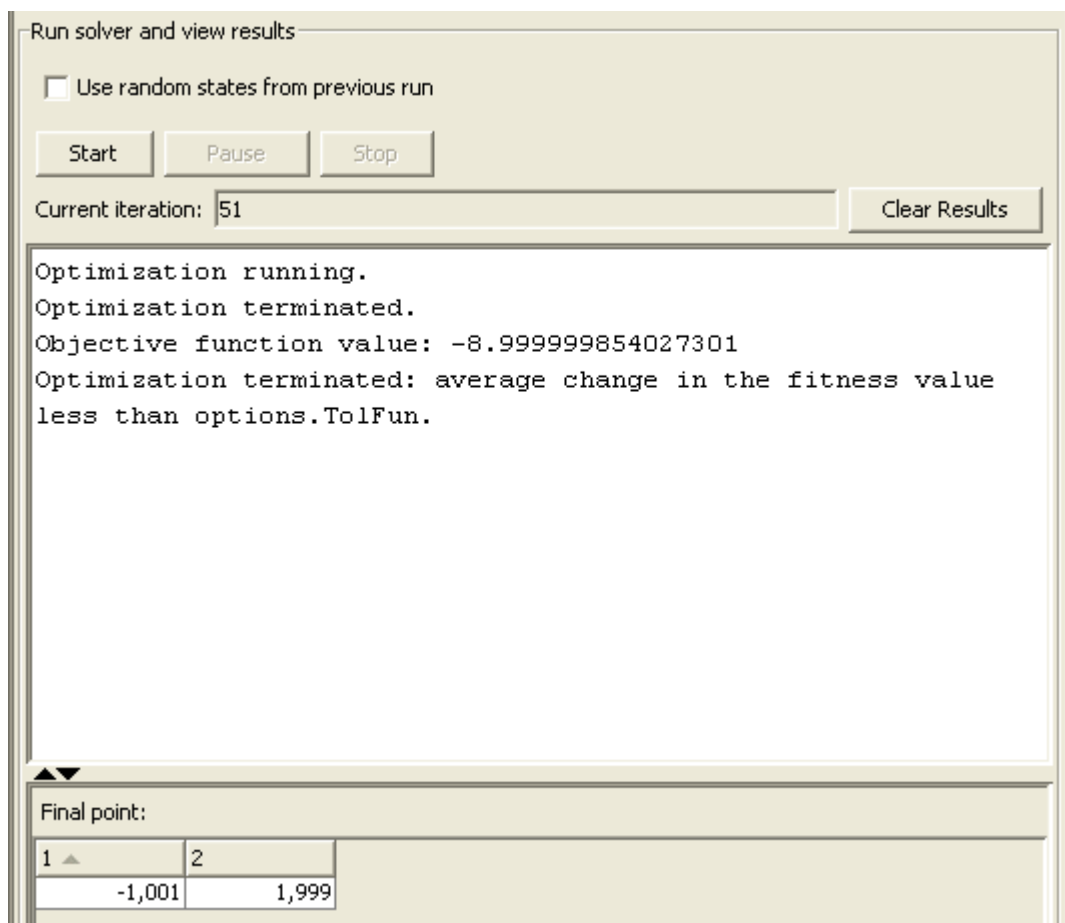 Run solver and view results
Use random states from previous run
Start Pause Stop
Current iteration: 51 Clear Results
Optimization running.
Optimization terminated.
Objective function value: -8.999999854027301
Optimization terminated: average change in the fitness value
less than options.TolFun.
Final point:
1 2
-1,001 1,999